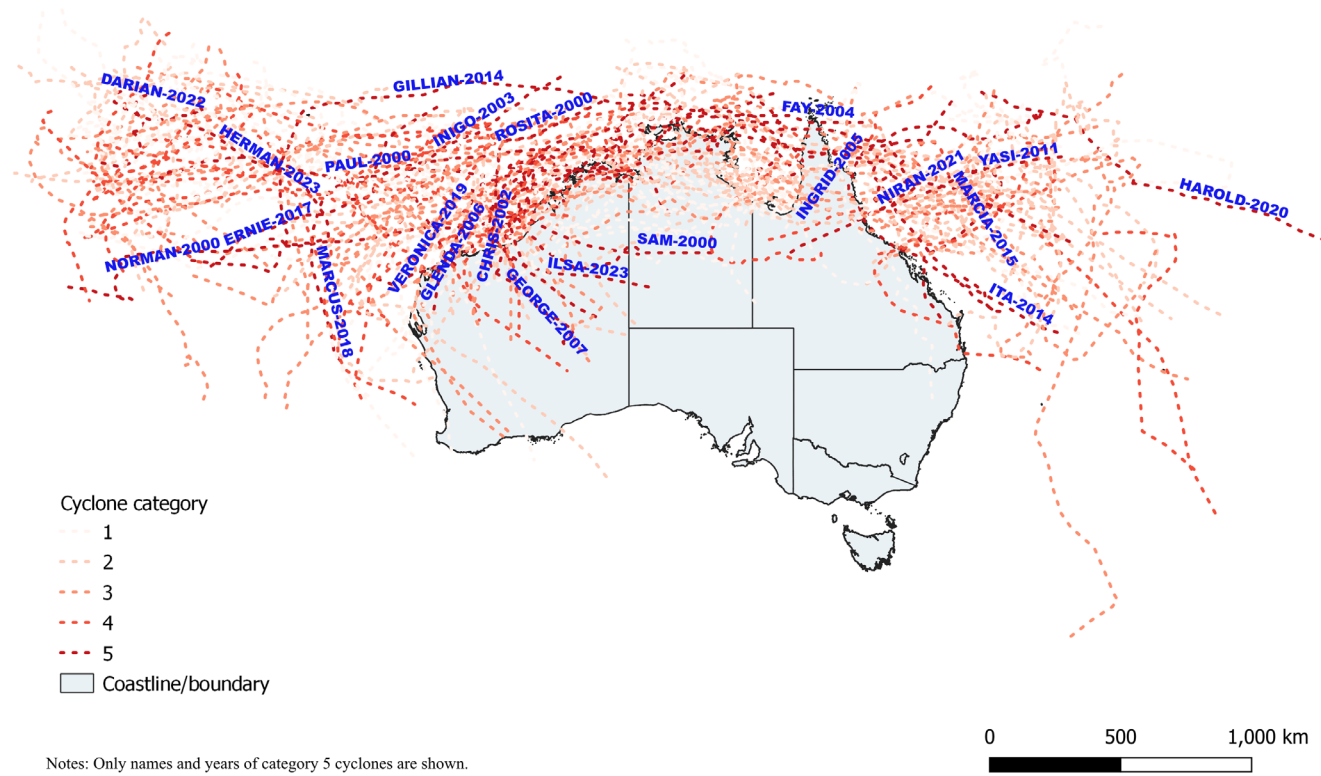 DARIAN-2022
GILLIAN-2014
INIGO-2003
ROSITA-2000
FAY-2004
HERMAN-2023
PAUL-2000
INGRID-2005
NIRAN-2021
YASI-2011
HAROLD-2020
MARCIA-2015
VERONICA-2019
GLENDA-2006
CHRIS-2002
NORMAN-2000
ERNIE-2017
SAM-2000
MARCUS-2018
GEORGE-2007
ILSA-2023
ITA-2014
Cyclone category
1
2
3
4
5
Coastline/boundary
0 500 1,000 km
Notes: Only names and years of category 5 cyclones are shown.